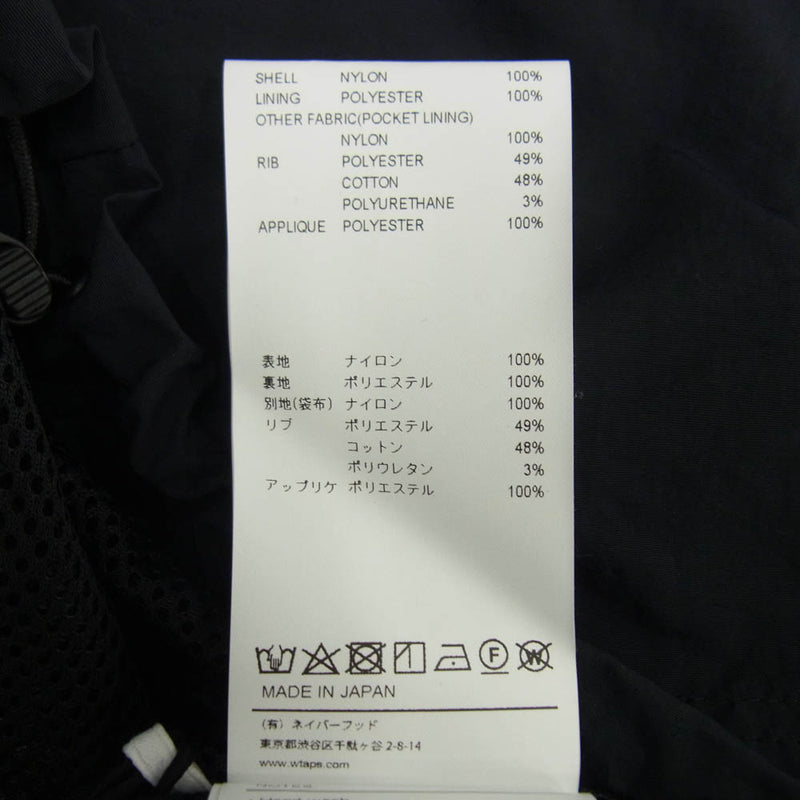 SHELL NYLON 100%
LINING POLYESTER 100%
OTHER FABRIC(POCKET LINING)
NYLON 100%
RIB POLYESTER 49%
COTTON 48%
POLYURETHANE 3%
APPLIQUE POLYESTER 100%
表地 ナイロン 100%
裏地 ポリエステル 100%
別地(袋布) ナイロン 100%
リブ ポリエステル 49%
コットン 48%
ポリウレタン 3%
アップリケ ポリエステル 100%
F W
MADE IN JAPAN
(有) ネイバーフッド
東京都渋谷区千駄ヶ谷 2-8-14
www.wtaps.com